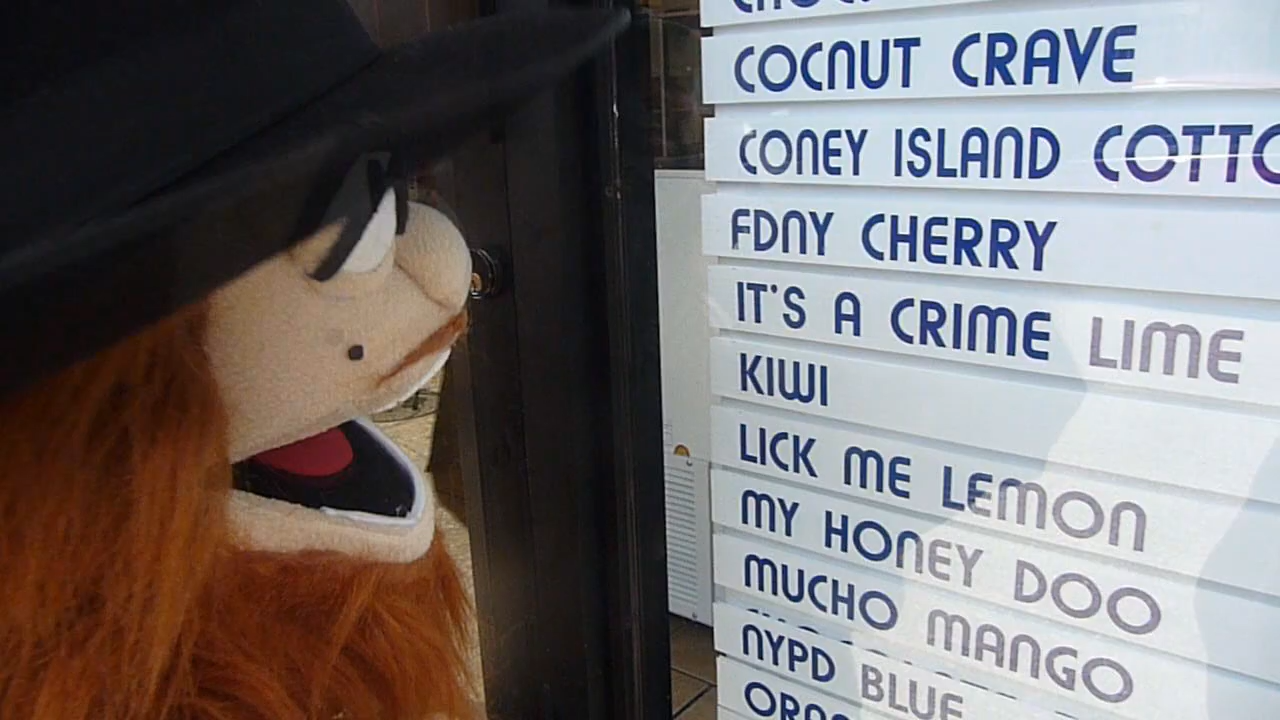 COCNUT CRAVE
CONEY ISLAND
FDNY CHERRY
IT'S A CRIME LIME
KIWI
LICK ME LEMON
MY HONEY DOO
MUCHO MANGO
NYPD BLUE